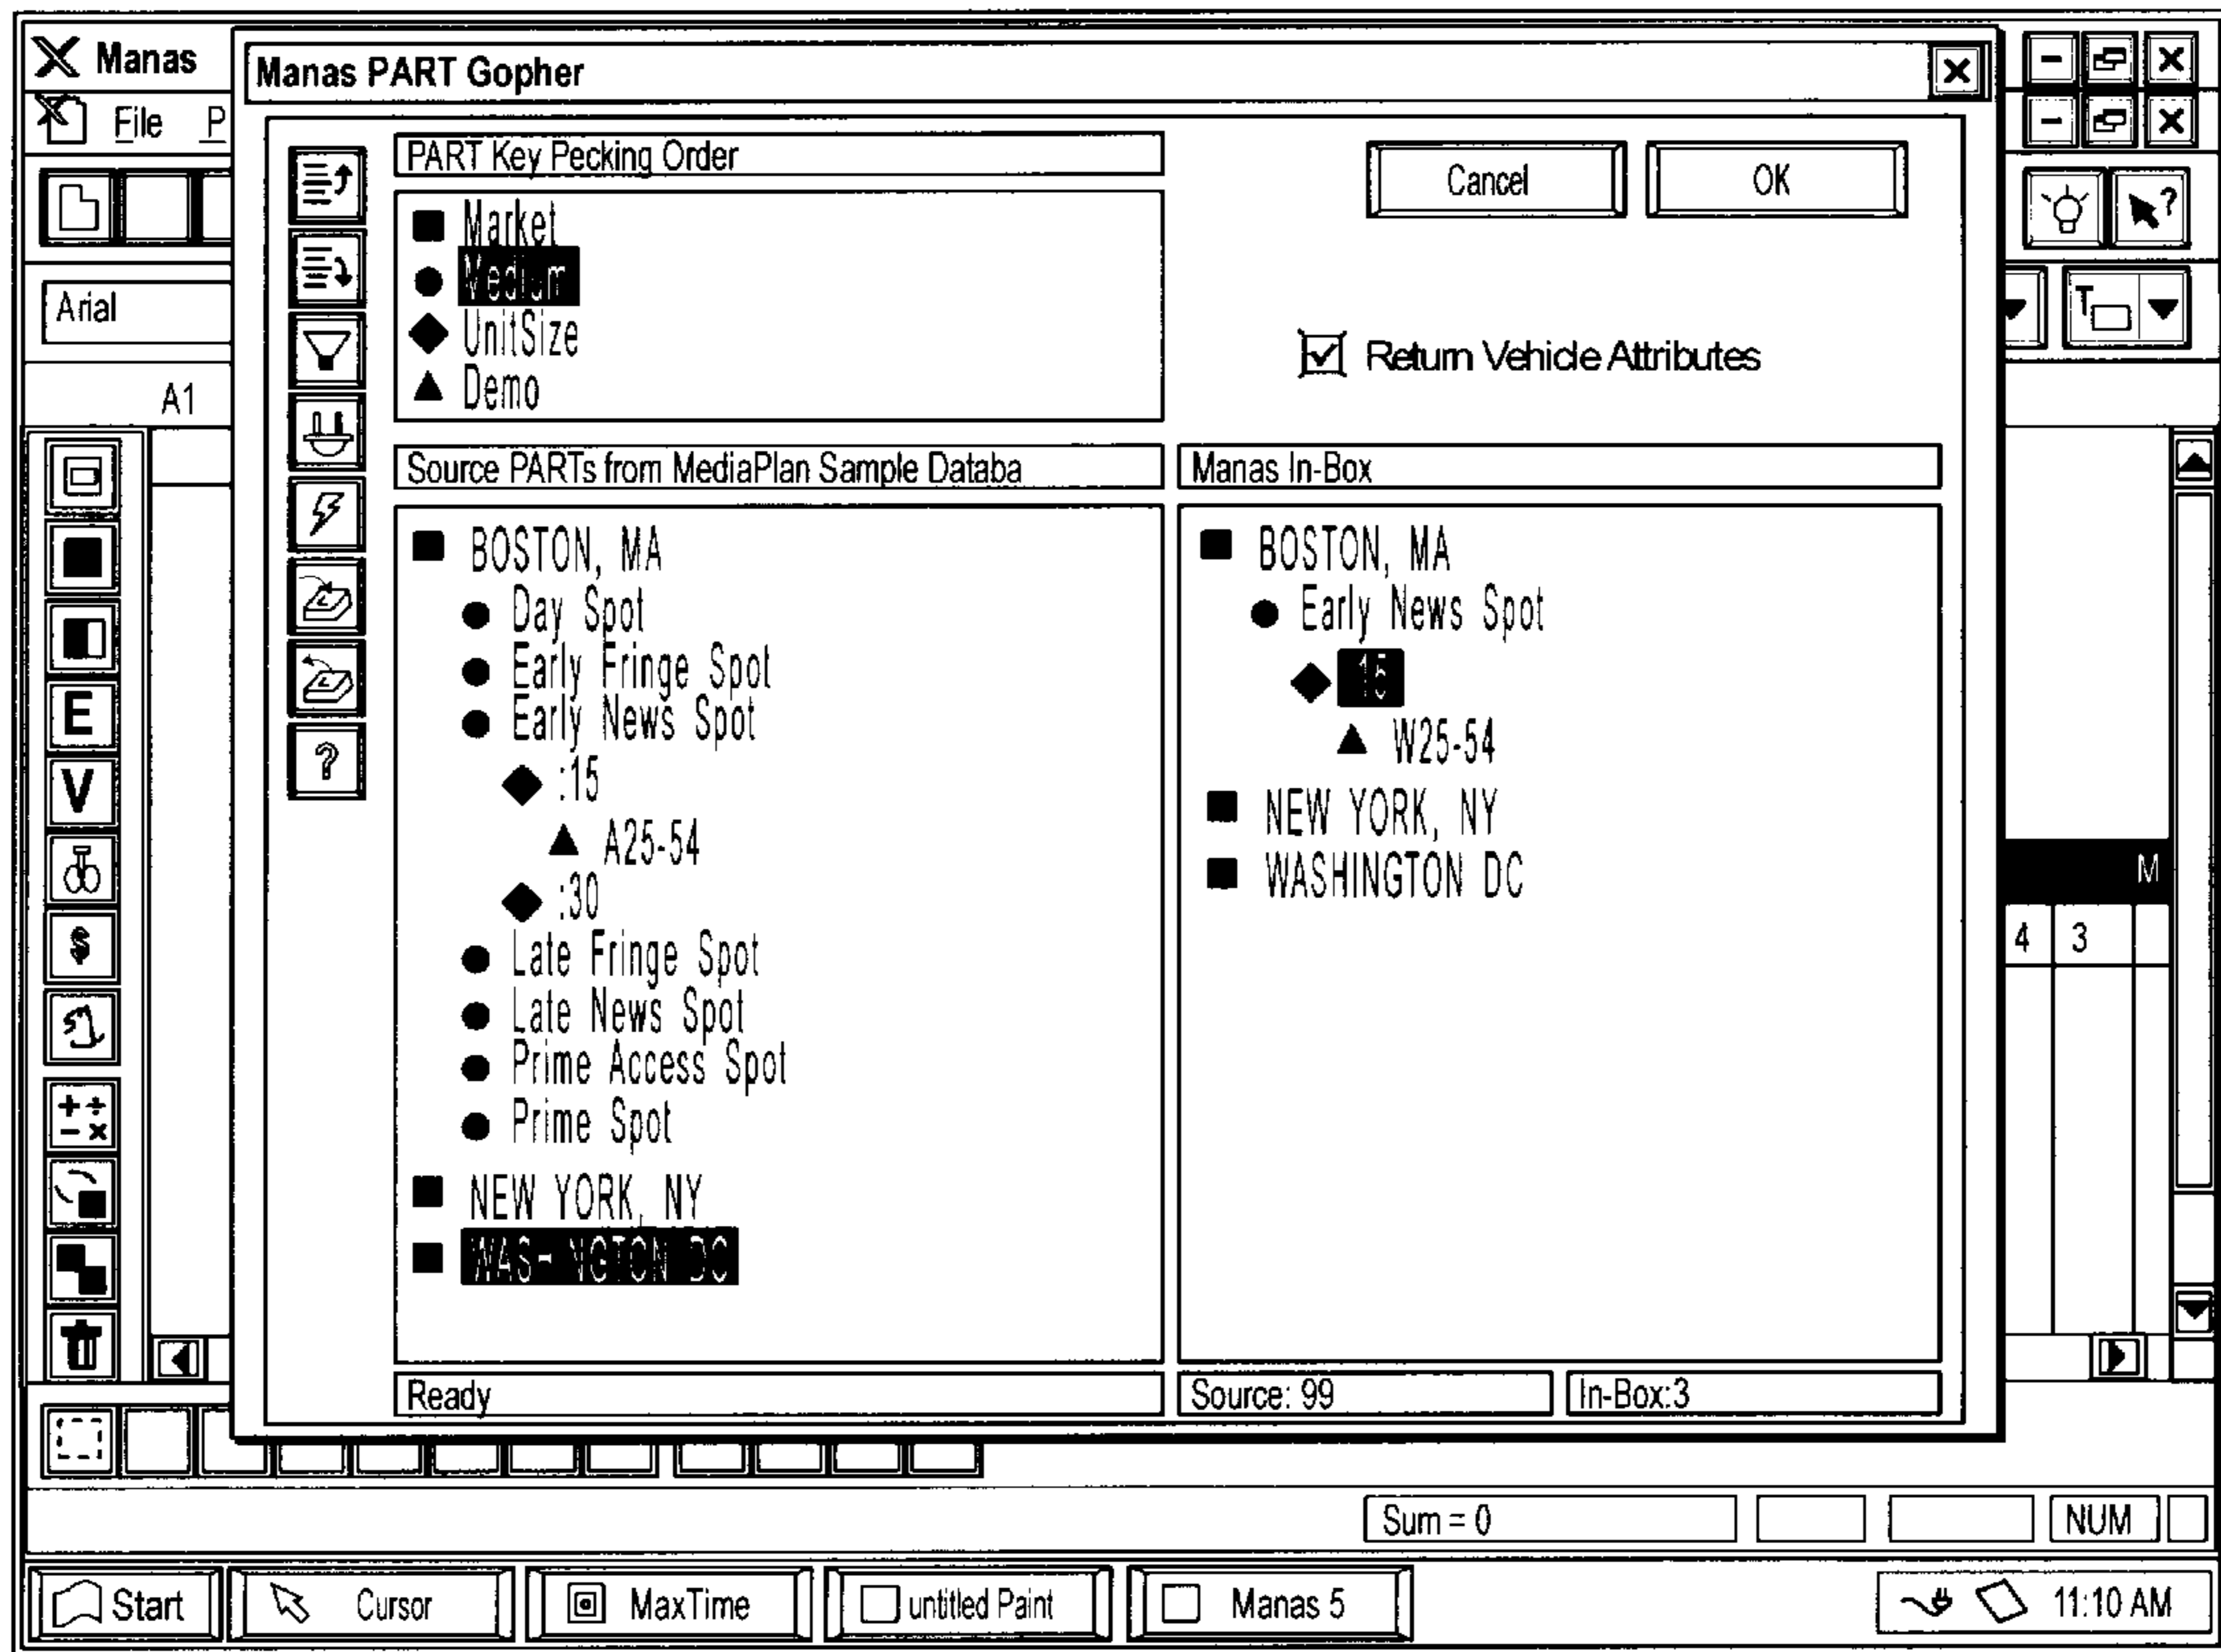 Manas
Manas PART Gopher
File P
PART Key Pecking Order
Cancel
OK
Market
Medium
UnitSize
Demo
Arial
Return Vehicle Attributes
A1
Source PARTs from MediaPlan Sample Databa
Manas In-Box
BOSTON, MA
Day Spot
Early Fringe Spot
Early News Spot
:15
A25-54
:30
Late Fringe Spot
Late News Spot
Prime Access Spot
Prime Spot
NEW YORK, NY
WASHINGTON DC
BOSTON, MA
Early News Spot
15
W25-54
NEW YORK, NY
WASHINGTON DC
E
V
$
?
?
T
M
4 3
Ready
Source: 99
In-Box:3
Sum = 0
NUM
Start
Cursor
MaxTime
untitled Paint
Manas 5
11:10 AM